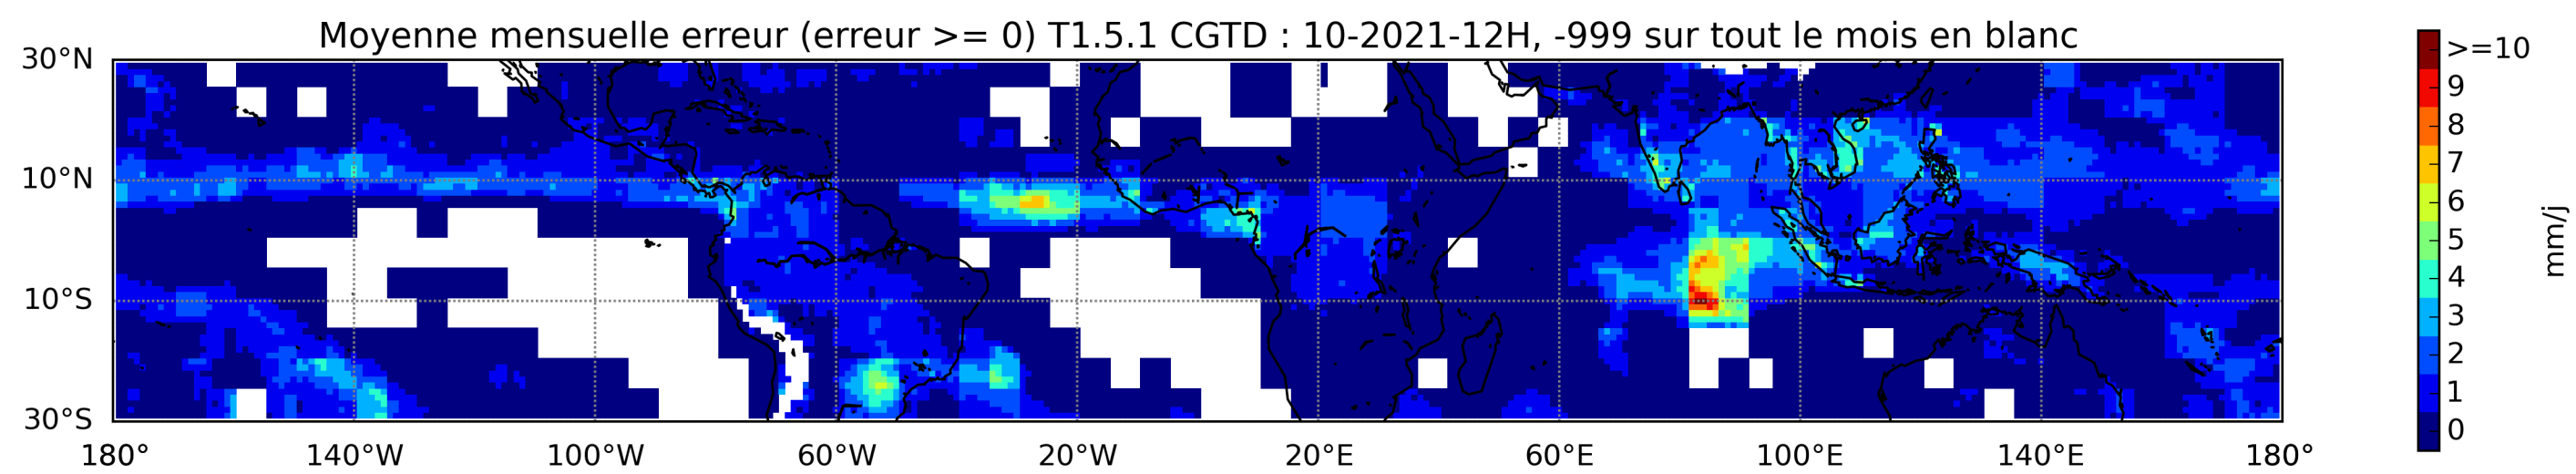 Moyenne mensuelle erreur (erreur >= 0) T1.5.1 CGTD : 10-2021-12H, -999 sur tout le mois en blanc
30°N
10°N
10°S
30°S
180° 140°W 100°W 60°W 20°W 20°E 60°E 100°E 140°E 180°
>=10
9
8
7
6
5
4
3
2
1
0
mm/j